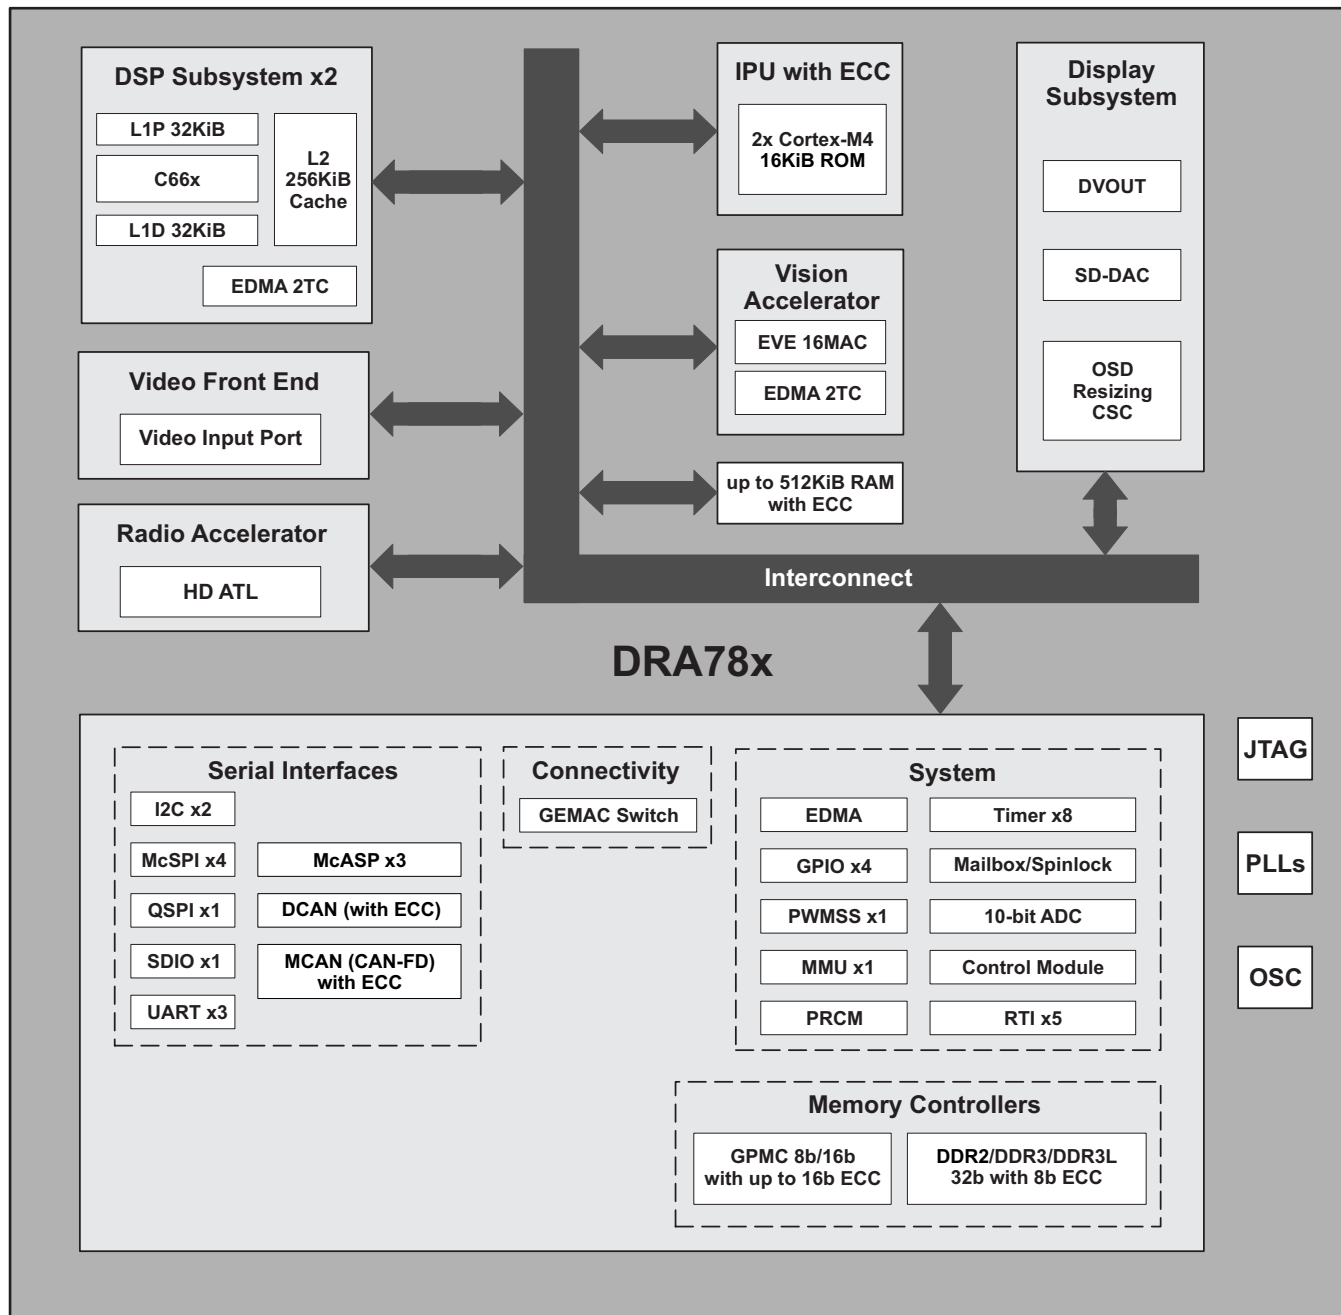 DSP Subsystem x2
L1P 32KiB
C66x
L1D 32KiB
L2
256KiB
Cache
EDMA 2TC
Video Front End
Video Input Port
Radio Accelerator
HD ATL
IPU with ECC
2x Cortex-M4
16KiB ROM
Vision
Accelerator
EVE 16MAC
EDMA 2TC
up to 512KiB RAM
with ECC
Display
Subsystem
DVOUT
SD-DAC
OSD
Resizing
CSC
Interconnect
DRA78x
Serial Interfaces
I2C x2
McSPI x4
QSPI x1
SDIO x1
UART x3
McASP x3
DCAN (with ECC)
MCAN (CAN-FD)
with ECC
Connectivity
GEMAC Switch
System
EDMA
GPIO x4
PWMSS x1
MMU x1
PRCM
Timer x8
Mailbox/Spinlock
10-bit ADC
Control Module
RTI x5
Memory Controllers
GPMC 8b/16b
with up to 16b ECC
DDR2/DDR3/DDR3L
32b with 8b ECC
JTAG
PLLs
OSC